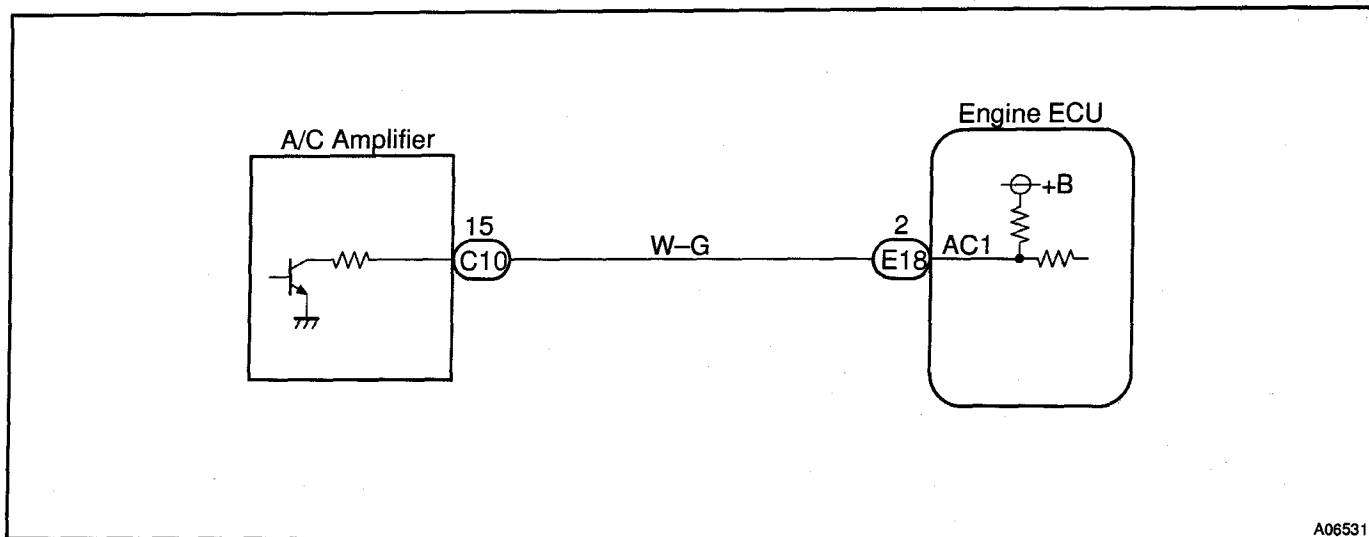 Engine ECU
A/C Amplifier
+B
15
2
C10
W–G
E18
AC1
A06531